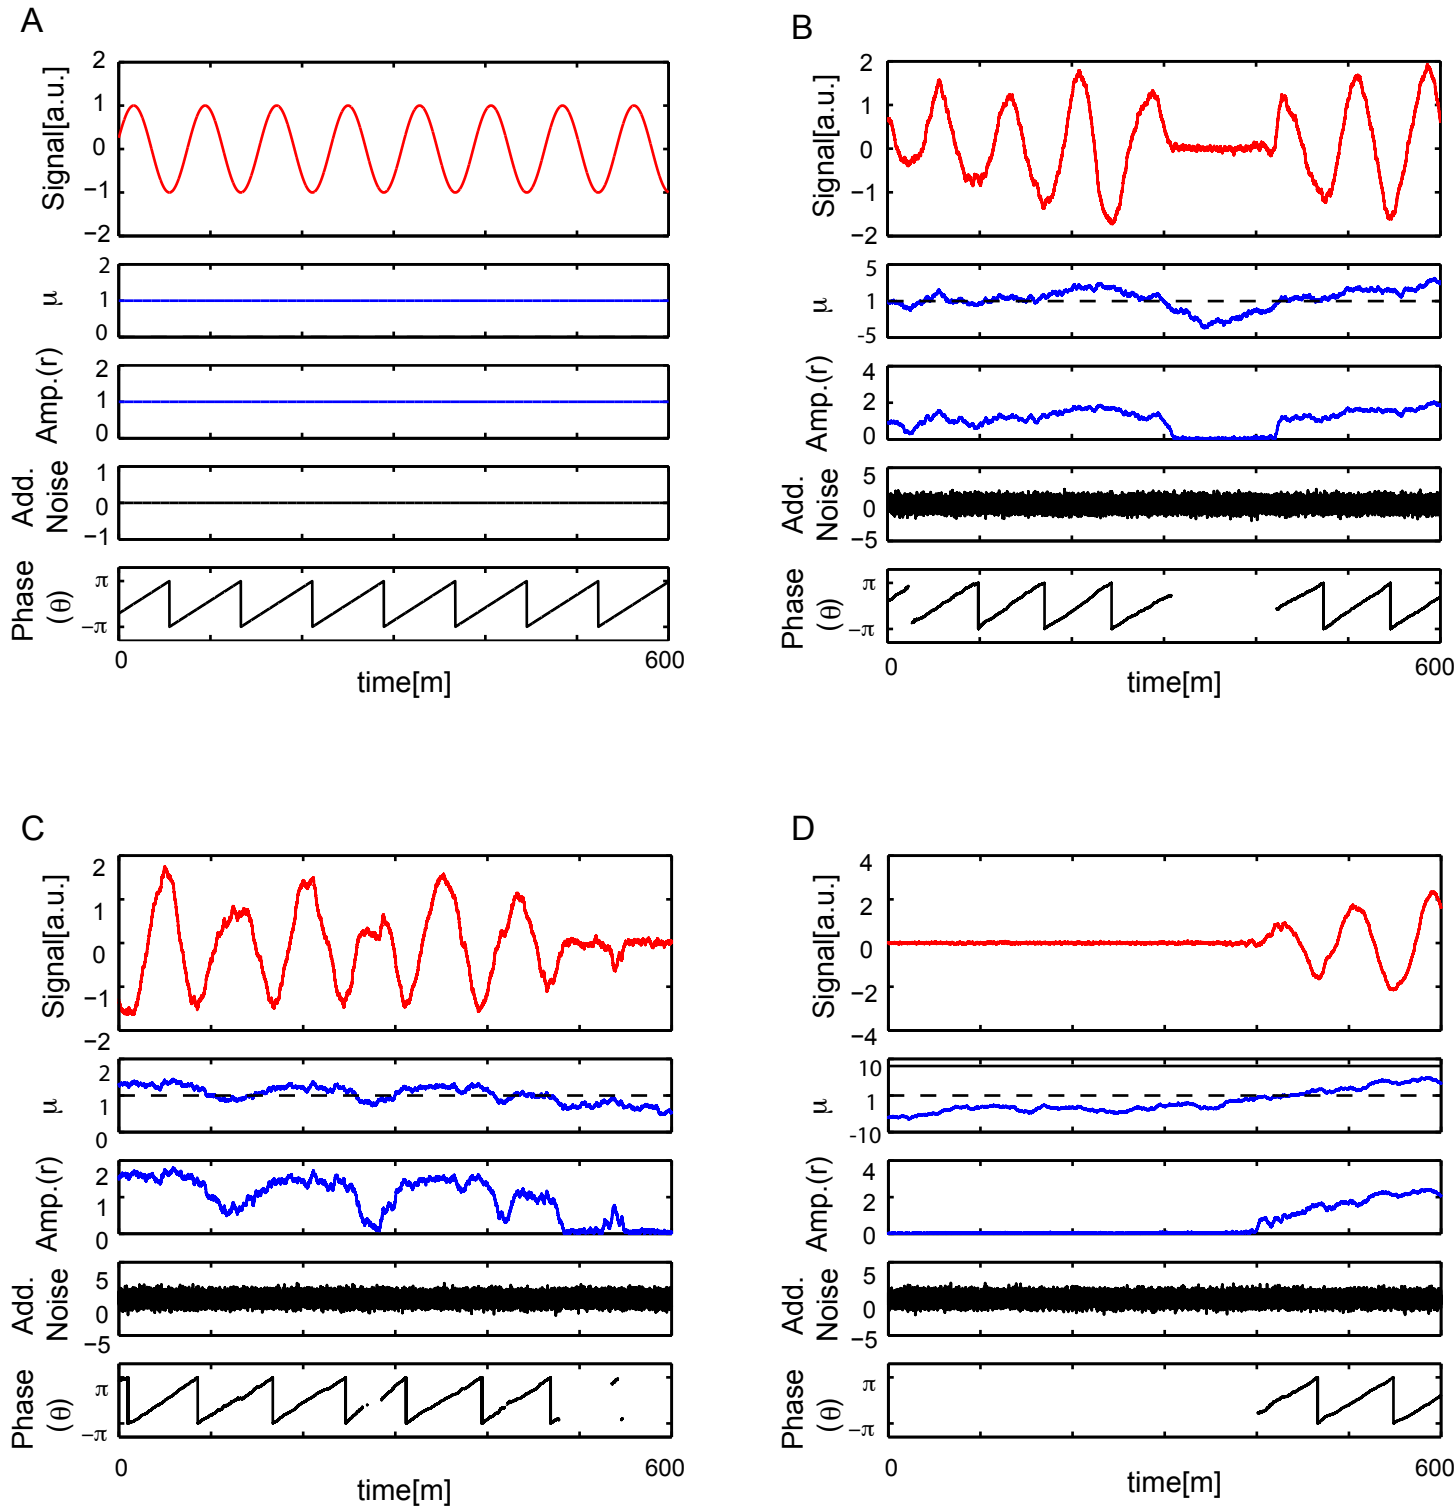 A
Signal[a.u.]
2
1
0
−1
−2
μ
2
1
0
Amp.(r)
2
1
0
Add.
Noise
1
0
−1
Phase
(θ)
π
−π
0
600
time[m]
B
Signal[a.u.]
2
1
0
−1
−2
μ
5
1
-5
Amp.(r)
4
2
0
Add.
Noise
5
0
−5
Phase
(θ)
π
−π
0
600
time[m]
C
Signal[a.u.]
2
1
0
−1
−2
μ
2
1
0
Amp.(r)
2
1
0
Add.
Noise
5
0
−5
Phase
(θ)
π
−π
0
600
time[m]
D
Signal[a.u.]
4
2
0
−2
−4
μ
10
1
-10
Amp.(r)
4
2
0
Add.
Noise
5
0
−5
Phase
(θ)
π
−π
0
600
time[m]